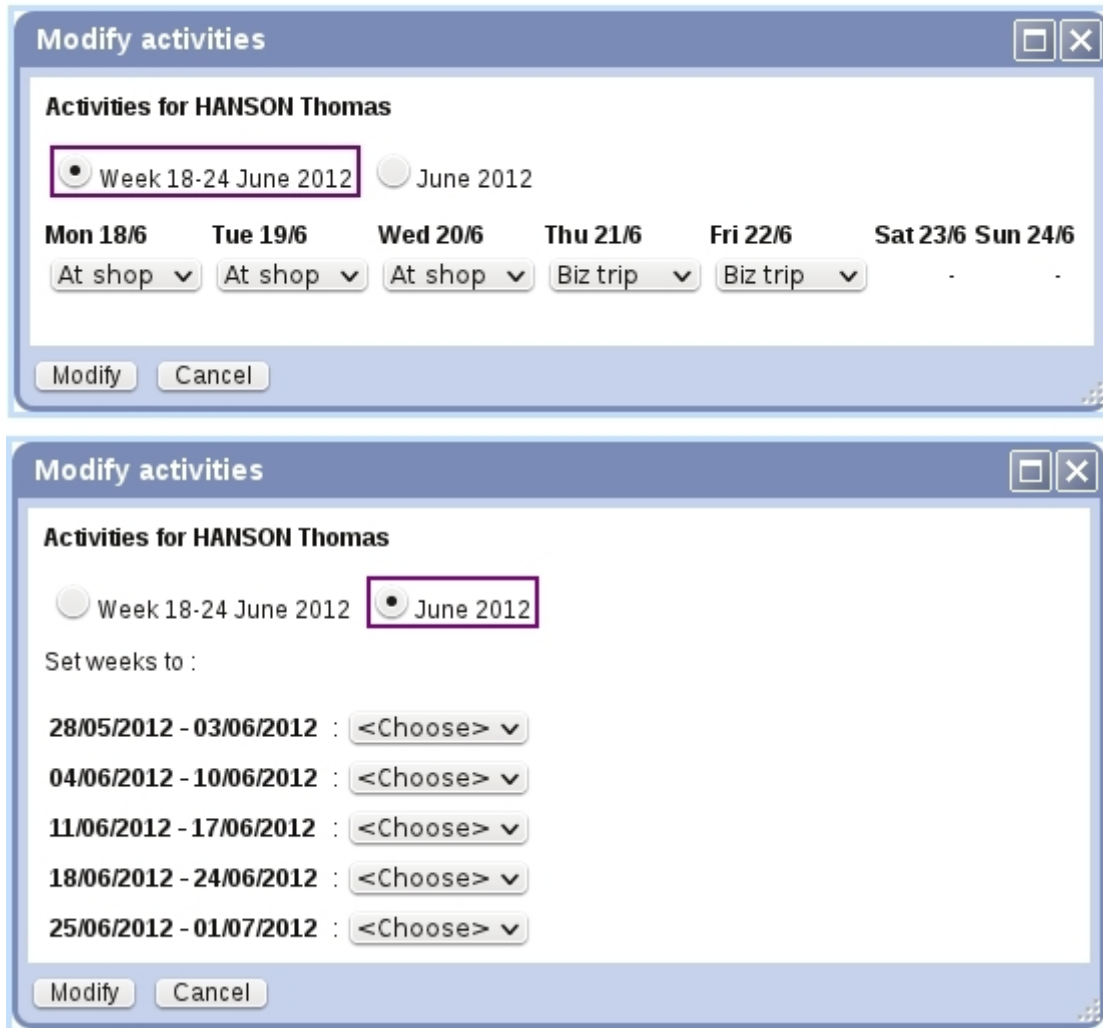 Modify activities
Activities for HANSON Thomas
Week 18-24 June 2012 June 2012
Mon 18/6 Tue 19/6 Wed 20/6 Thu 21/6 Fri 22/6 Sat 23/6 Sun 24/6
At shop At shop At shop Biz trip Biz trip - -
Modify Cancel
Modify activities
Activities for HANSON Thomas
Week 18-24 June 2012 June 2012
Set weeks to :
28/05/2012 - 03/06/2012 : <Choose>
04/06/2012 - 10/06/2012 : <Choose>
11/06/2012 - 17/06/2012 : <Choose>
18/06/2012 - 24/06/2012 : <Choose>
25/06/2012 - 01/07/2012 : <Choose>
Modify Cancel